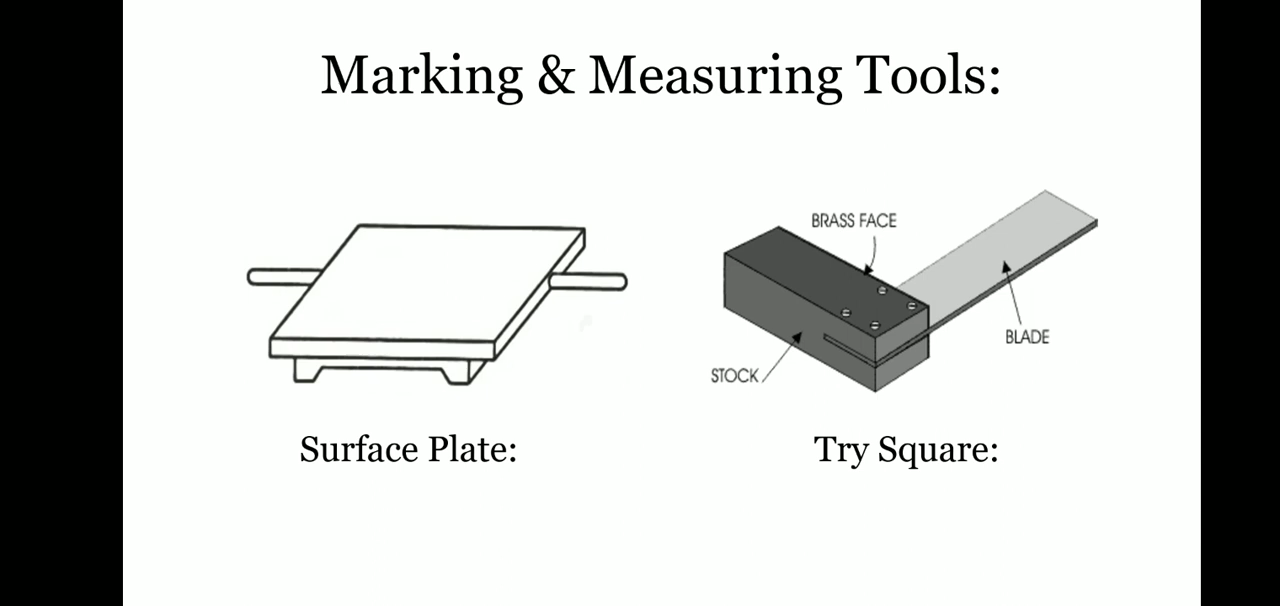 Marking & Measuring Tools:
BRASS FACE
BLADE
STOCK
Surface Plate:
Try Square: